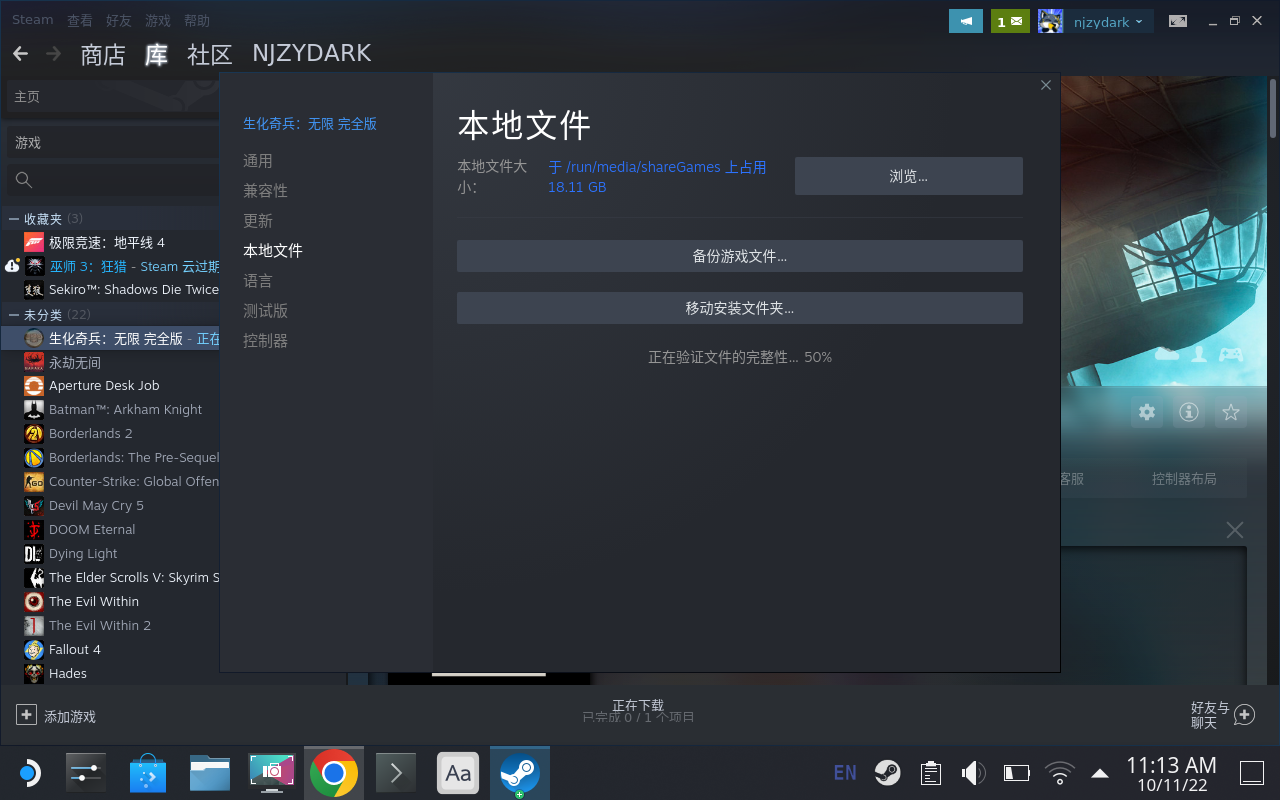 Steam 查看 好友 游戏 帮助
1 njzydark
商店 库 社区 NJZYDARK
主页
游戏
收藏夹 (3)
极限竞速：地平线 4
巫师 3：狂猎 - Steam 云过期
Sekiro™: Shadows Die Twice
未分类 (22)
生化奇兵：无限 完全版 - 正在
永劫无间
Aperture Desk Job
Batman™: Arkham Knight
Borderlands 2
Borderlands: The Pre-Sequel
Counter-Strike: Global Offen
Devil May Cry 5
DOOM Eternal
Dying Light
The Elder Scrolls V: Skyrim S
The Evil Within
The Evil Within 2
Fallout 4
Hades
生化奇兵：无限 完全版
通用
兼容性
更新
本地文件
语言
测试版
控制器
本地文件
本地文件大小：
于 /run/media/shareGames 上占用
18.11 GB
浏览...
备份游戏文件...
移动安装文件夹...
正在验证文件的完整性... 50%
客服 控制器布局
添加游戏
正在下载
已完成 0 / 1 个项目
好友与
聊天
Aa
EN
11:13 AM
10/11/22